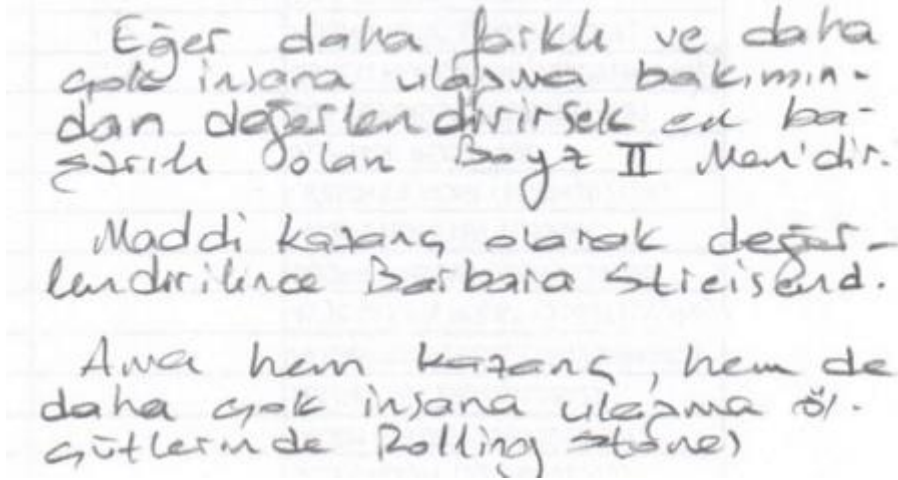 Eğer daha farklı ve daha
çok insana ulaşma bakımın-
dan değerlendirirsek en ba-
şarılı olan Boyz II Men'dir.
Maddi kazanç olarak değer-
lendirilince Barbara Streisend.
Ama hem kazanç, hem de
daha çok insana ulaşma öl-
çütlerinde Rolling Stones